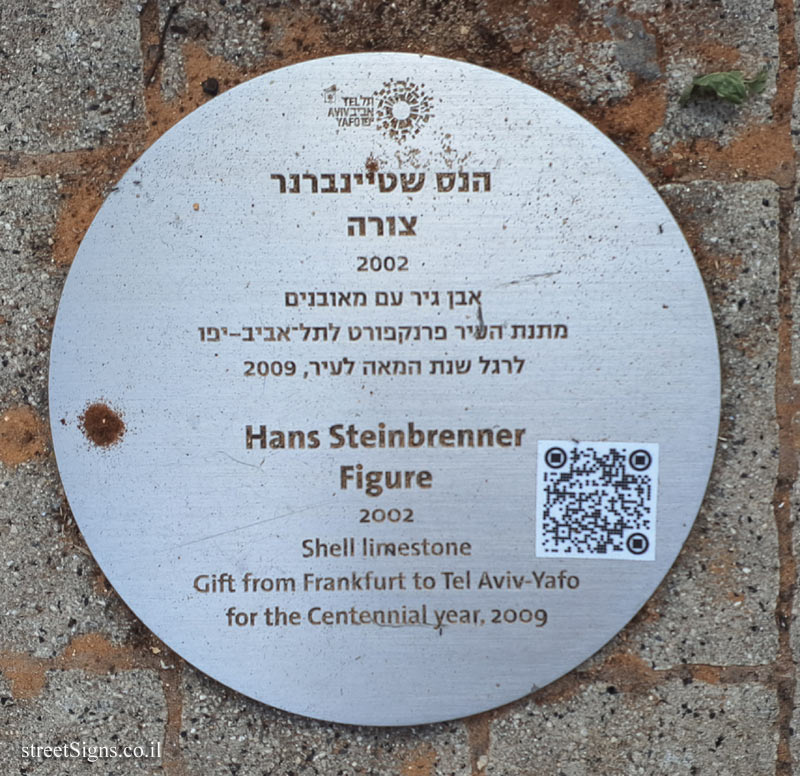 TEL תל
AVIV אביב
YAFO יפו
הנס שטיינברנר
צורה
2002
אבן גיר עם מאובנים
מתנת העיר פרנקפורט לתל־אביב–יפו
לרגל שנת המאה לעיר, 2009
Hans Steinbrenner
Figure
2002
Shell limestone
Gift from Frankfurt to Tel Aviv-Yafo
for the Centennial year, 2009
streetSigns.co.il